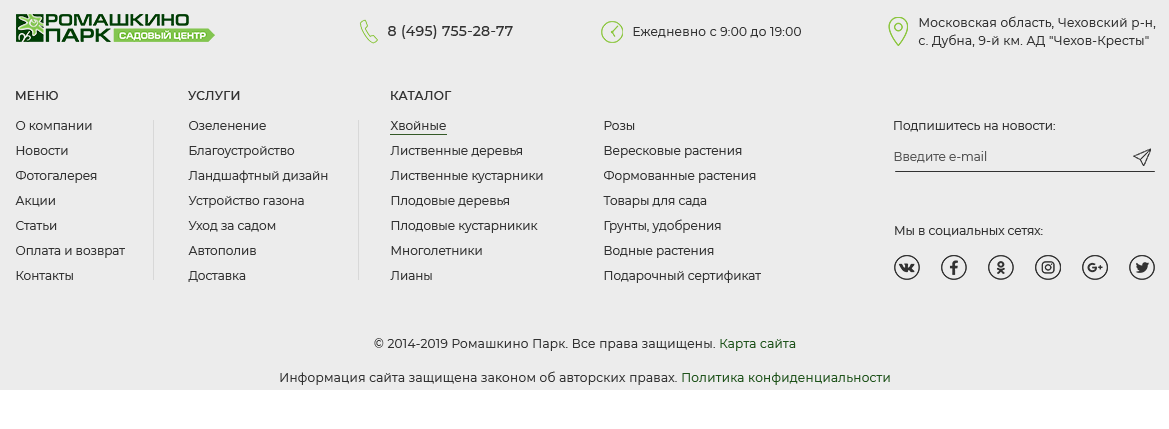 РОМАШКИНО
ПАРК САДОВЫЙ ЦЕНТР
8 (495) 755-28-77
Ежедневно с 9:00 до 19:00
Московская область, Чеховский р-н,
с. Дубна, 9-й км. АД "Чехов-Кресты"
МЕНЮ
О компании
Новости
Фотогалерея
Акции
Статьи
Оплата и возврат
Контакты
УСЛУГИ
Озеленение
Благоустройство
Ландшафтный дизайн
Устройство газона
Уход за садом
Автополив
Доставка
КАТАЛОГ
Хвойные
Лиственные деревья
Лиственные кустарники
Плодовые деревья
Плодовые кустарникик
Многолетники
Лианы
Розы
Вересковые растения
Формованные растения
Товары для сада
Грунты, удобрения
Водные растения
Подарочный сертификат
Подпишитесь на новости:
Введите e-mail
Мы в социальных сетях:
© 2014-2019 Ромашкино Парк. Все права защищены. Карта сайта
Информация сайта защищена законом об авторских правах. Политика конфиденциальности